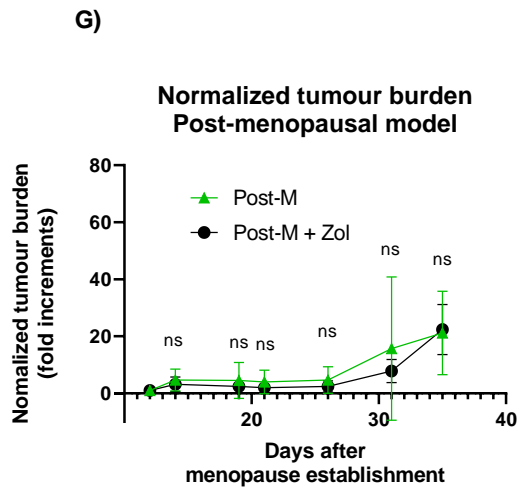 G)
Normalized tumour burden
Post-menopausal model
Normalized tumour burden
(fold increments)
80
60
40
20
0
Post-M
Post-M + Zol
ns
ns
ns
ns
ns
ns
20
30
40
Days after
menopause establishment